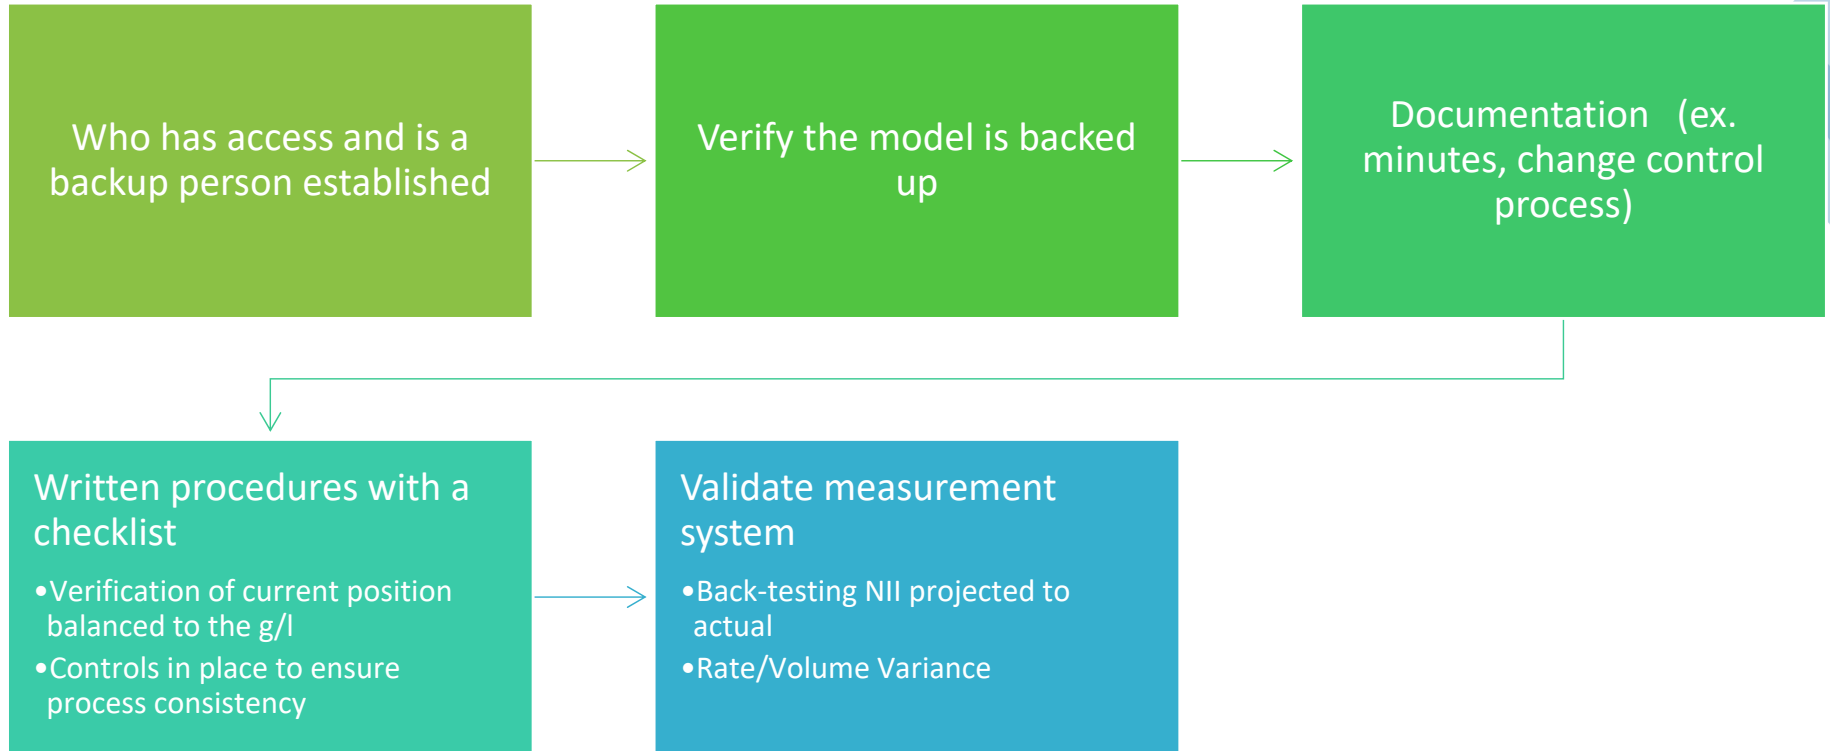 Who has access and is a
backup person established
Verify the model is backed
up
Documentation   (ex.
minutes, change control
process)
Written procedures with a
checklist
•Verification of current position
balanced to the g/l
•Controls in place to ensure
process consistency
Validate measurement
system
•Back-testing NII projected to
actual
•Rate/Volume Variance